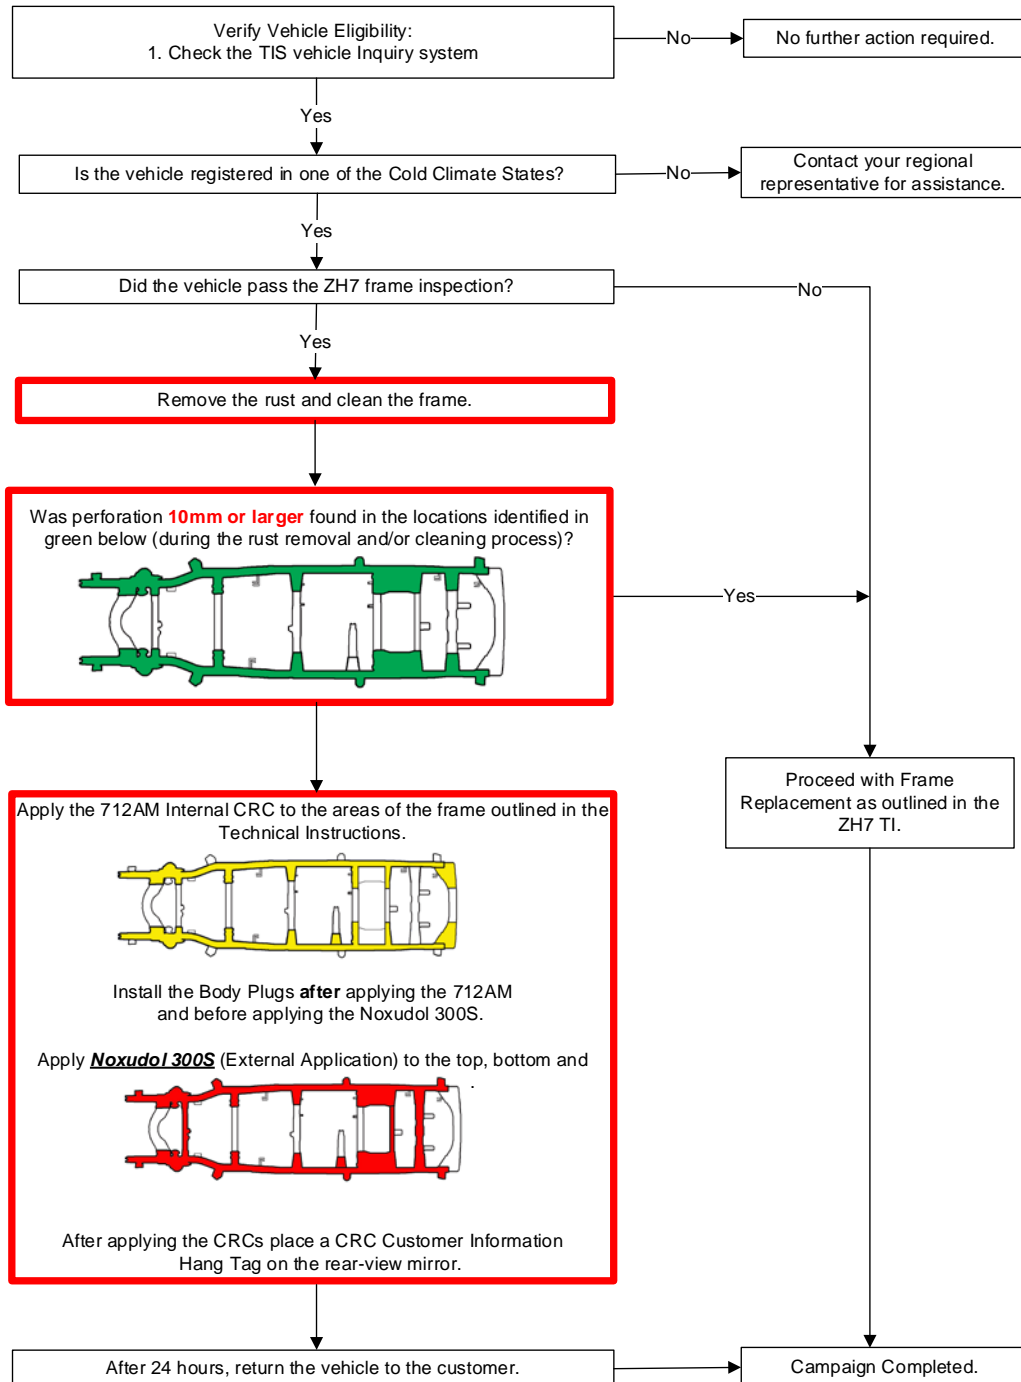 Verify Vehicle Eligibility:
1. Check the TIS vehicle Inquiry system
No
No further action required.
Yes
Is the vehicle registered in one of the Cold Climate States?
No
Contact your regional
representative for assistance.
Yes
Did the vehicle pass the ZH7 frame inspection?
No
Yes
Remove the rust and clean the frame.
Was perforation 10mm or larger found in the locations identified in
green below (during the rust removal and/or cleaning process)?
Yes
Proceed with Frame
Replacement as outlined in the
ZH7 TI.
Apply the 712AM Internal CRC to the areas of the frame outlined in the
Technical Instructions.
Install the Body Plugs after applying the 712AM
and before applying the Noxudol 300S.
Apply Noxudol 300S (External Application) to the top, bottom and
.
After applying the CRCs place a CRC Customer Information
Hang Tag on the rear-view mirror.
After 24 hours, return the vehicle to the customer.
Campaign Completed.